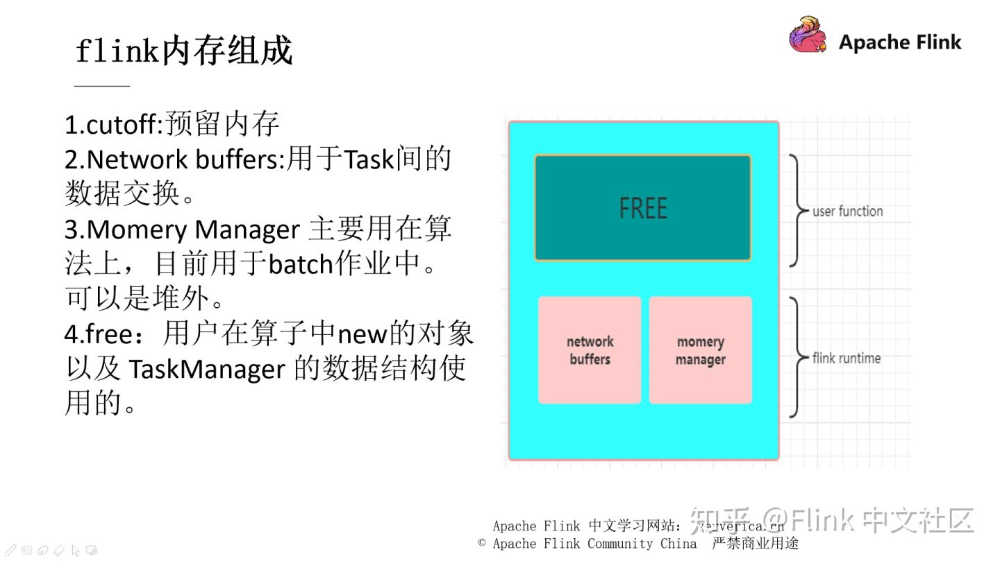 flink内存组成
Apache Flink
1.cutoff:预留内存
2.Network buffers:用于Task间的
数据交换。
3.Momery Manager 主要用在算
法上，目前用于batch作业中。
可以是堆外。
4.free：用户在算子中new的对象
以及 TaskManager 的数据结构使
用的。
FREE
user function
network
buffers
momery
manager
flink runtime
Apache Flink 中文学习网站: ververica.cn
© Apache Flink Community China 严禁商业用途
知乎 @Flink 中文社区